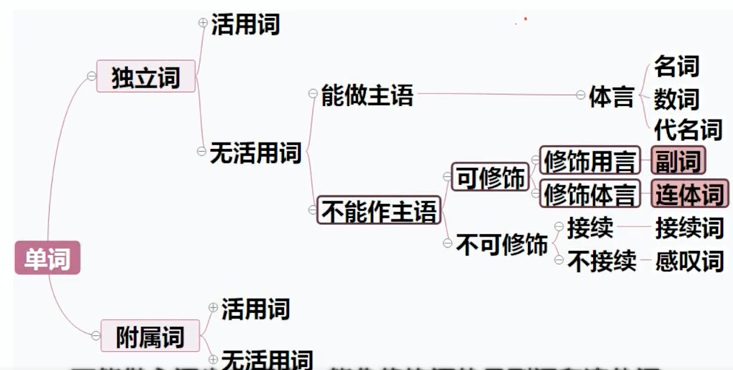 活用词
独立词
名词
能做主语
体言
数词
无活用词
代名词
修饰用言
副词
可修饰
修饰体言
连体词
不能作主语
接续
接续词
不可修饰
单词
不接续
感叹词
活用词
附属词
无活用词